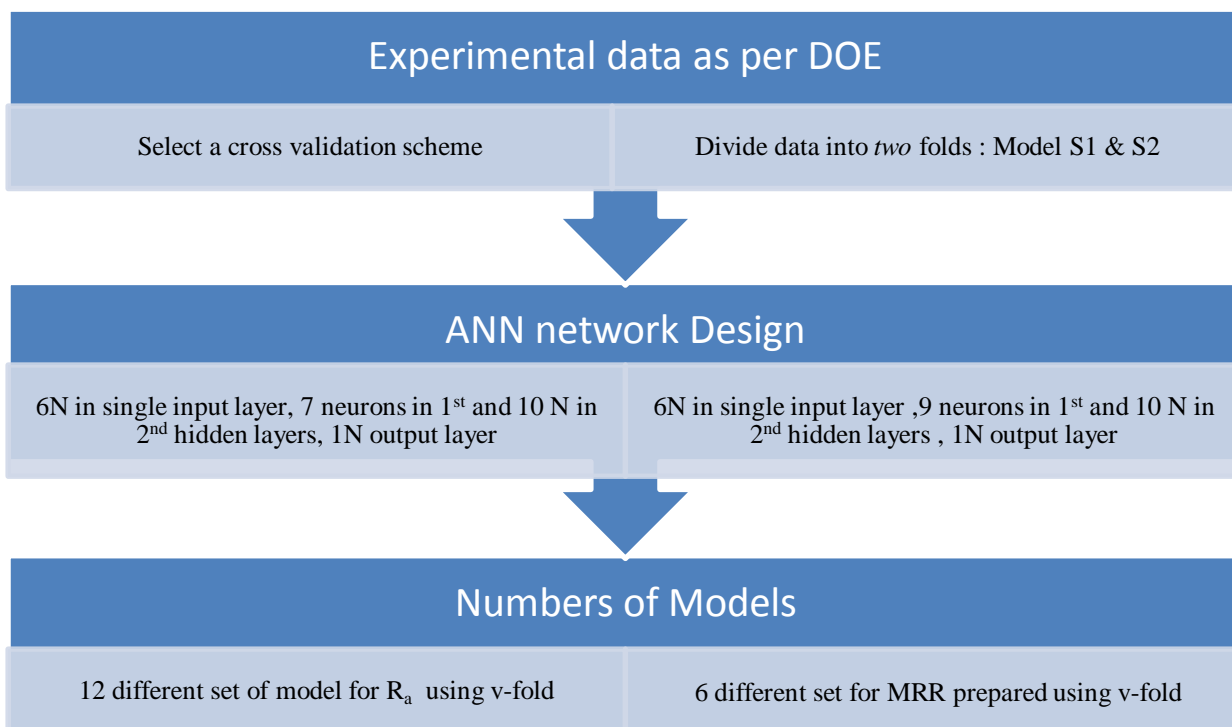 Experimental data as per DOE
Select a cross validation scheme
Divide data into two folds : Model S1 & S2
ANN network Design
6N in single input layer, 7 neurons in 1st and 10 N in
2nd hidden layers, 1N output layer
6N in single input layer ,9 neurons in 1st and 10 N in
2nd hidden layers , 1N output layer
Numbers of Models
12 different set of model for Ra using v-fold
6 different set for MRR prepared using v-fold